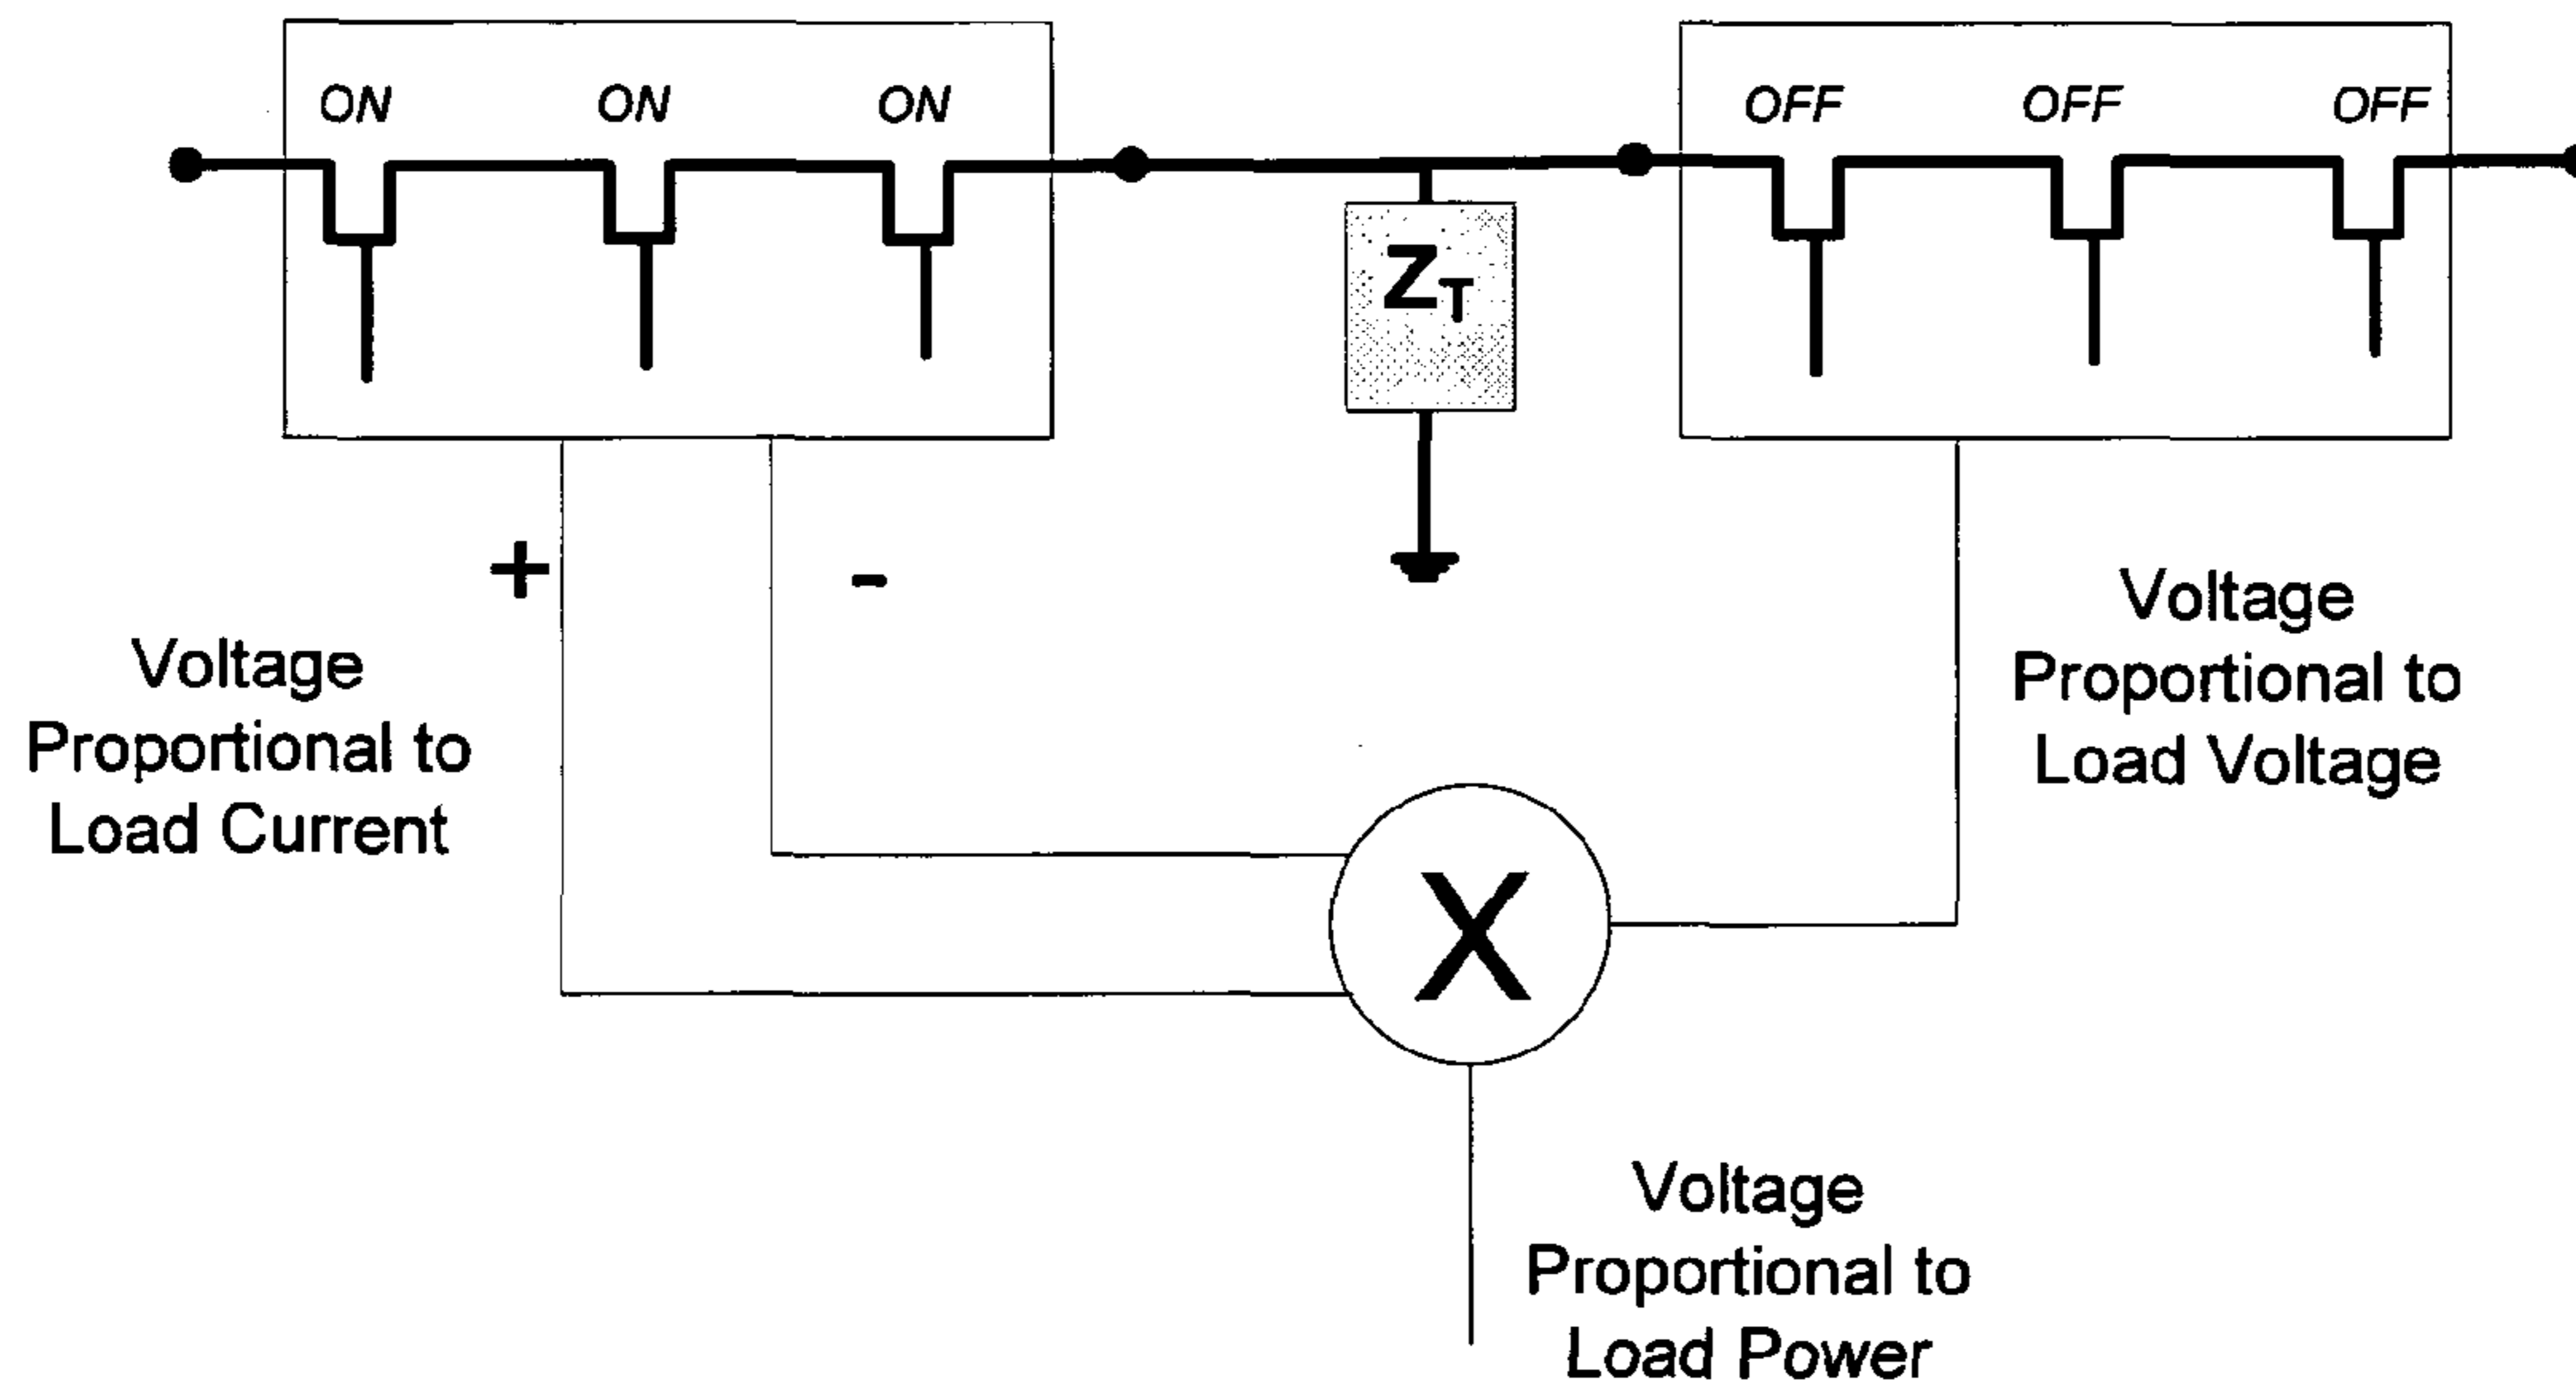 ON ON ON OFF OFF OFF
Z_T
+ -
Voltage
Proportional to
Load Current
Voltage
Proportional to
Load Voltage
X
Voltage
Proportional to
Load Power